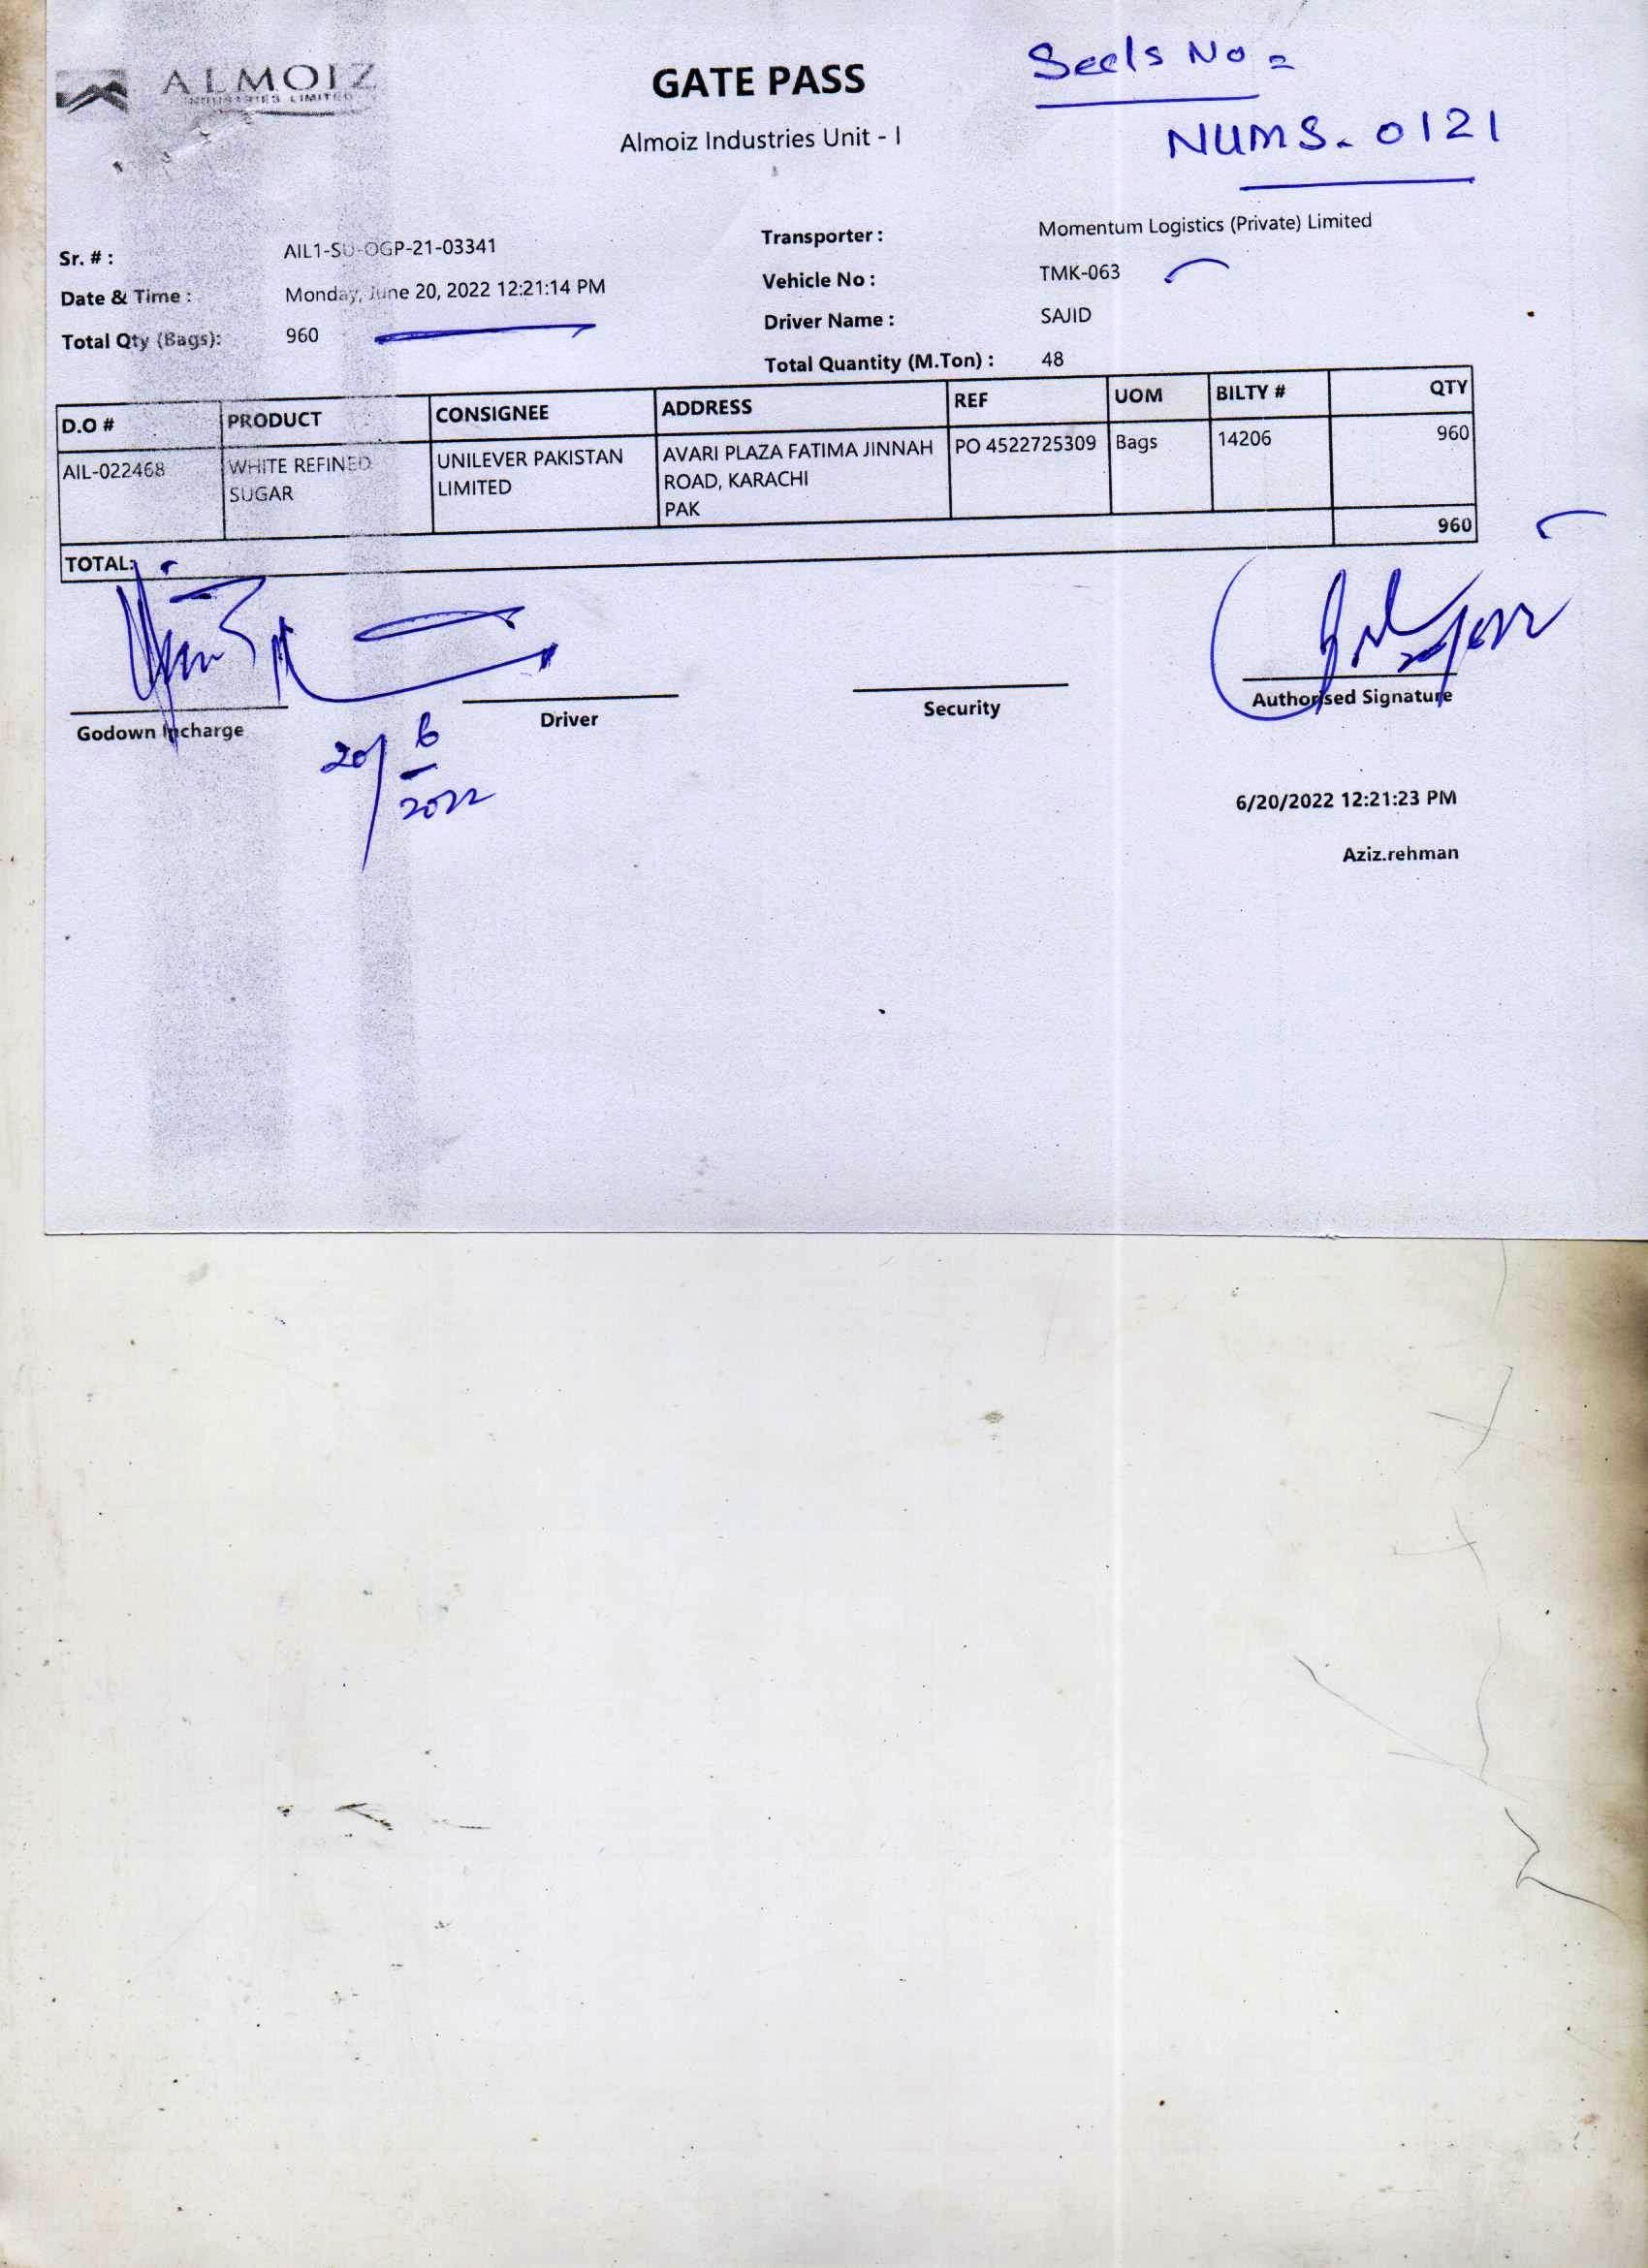 ALMOIZ
INDUSTRIES LIMITED
GATE PASS
Almoiz Industries Unit - I
Seels No =
NUMS. 0121
Sr. # : AIL1-SU-OGP-21-03341
Date & Time : Monday, June 20, 2022 12:21:14 PM
Total Qty (Bags): 960
Transporter : Momentum Logistics (Private) Limited
Vehicle No : TMK-063
Driver Name : SAJID
Total Quantity (M.Ton) : 48
D.O # PRODUCT CONSIGNEE ADDRESS REF UOM BILTY # QTY
AIL-022468 WHITE REFINED UNILEVER PAKISTAN AVARI PLAZA FATIMA JINNAH PO 4522725309 Bags 14206 960
SUGAR LIMITED ROAD, KARACHI
PAK
TOTAL: 960
Godown Incharge Driver Security Authorised Signature
20/6
2022
6/20/2022 12:21:23 PM
Aziz.rehman